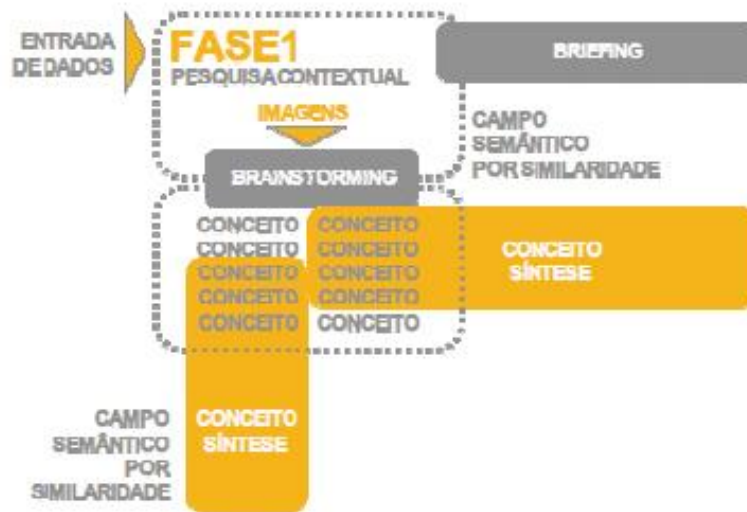 ENTRADA
DE DADOS
FASE1
PESQUISA CONTEXTUAL
BRIEFING
IMAGENS
CAMPO
SEMÂNTICO
POR SIMILARIDADE
BRAINSTORMING
CONCEITO CONCEITO
CONCEITO CONCEITO
CONCEITO CONCEITO
CONCEITO CONCEITO
CONCEITO CONCEITO
CONCEITO
SÍNTESE
CAMPO
SEMÂNTICO
POR
SIMILARIDADE
CONCEITO
SÍNTESE